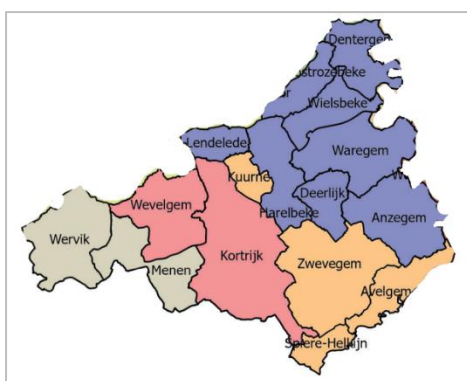 Dentergem
Wielsbeke
Lendelede
Waregem
Kuurne
Deerlijk
Wevelgem
Harelbeke
Anzegem
Wervik
Kortrijk
Zwevegem
Menen
Avelgem
Spiere-Helkijn